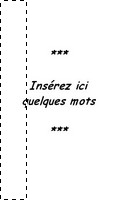 ***
Insérez ici
quelques mots
***